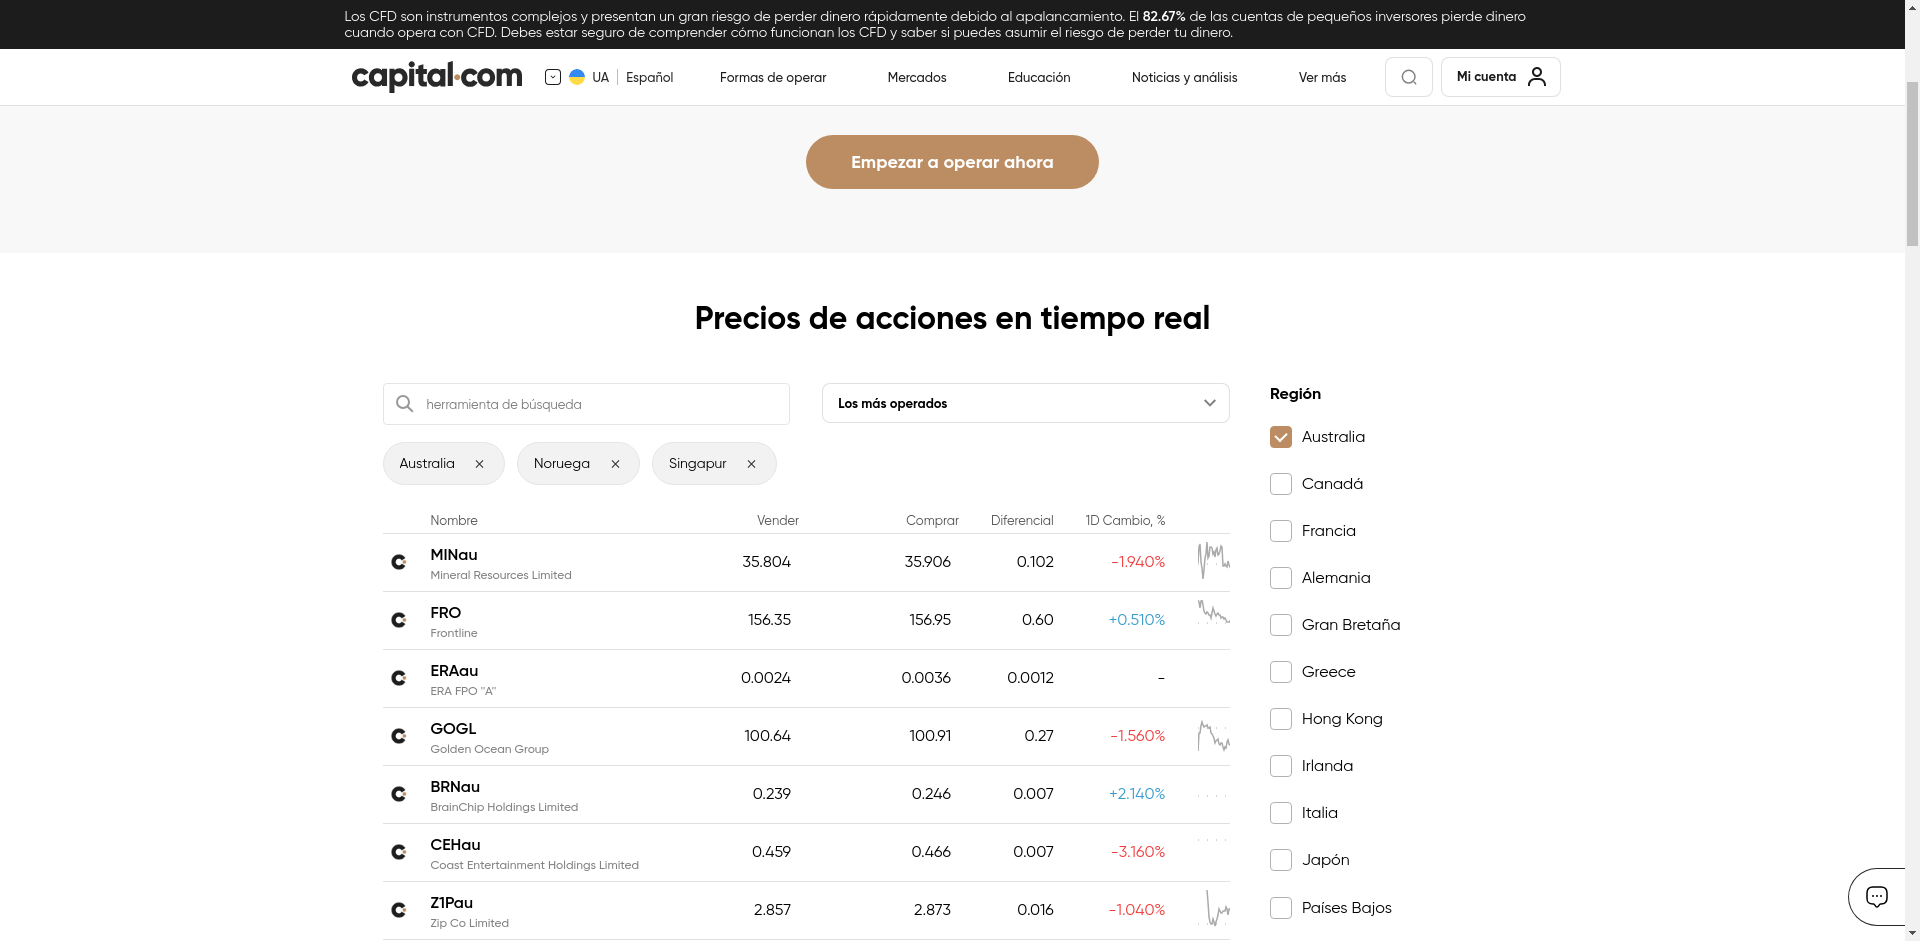 Los CFD son instrumentos complejos y presentan un gran riesgo de perder dinero rápidamente debido al apalancamiento. El 82.67% de las cuentas de pequeños inversores pierde dinero
cuando opera con CFD. Debes estar seguro de comprender cómo funcionan los CFD y saber si puedes asumir el riesgo de perder tu dinero.
capital.com UA Español Formas de operar Mercados Educación Noticias y análisis Ver más Mi cuenta
Empezar a operar ahora
Precios de acciones en tiempo real
herramienta de búsqueda Los más operados
Australia Noruega Singapur
Nombre Vender Comprar Diferencial 1D Cambio, %
MINau 35.804 35.906 0.102 -1.940%
Mineral Resources Limited
FRO 156.35 156.95 0.60 +0.510%
Frontline
ERAau 0.0024 0.0036 0.0012 -
ERA FPO "A"
GOGL 100.64 100.91 0.27 -1.560%
Golden Ocean Group
BRNau 0.239 0.246 0.007 +2.140%
BrainChip Holdings Limited
CEHau 0.459 0.466 0.007 -3.160%
Coast Entertainment Holdings Limited
Z1Pau 2.857 2.873 0.016 -1.040%
Zip Co Limited
Región
Australia
Canadá
Francia
Alemania
Gran Bretaña
Greece
Hong Kong
Irlanda
Italia
Japón
Países Bajos